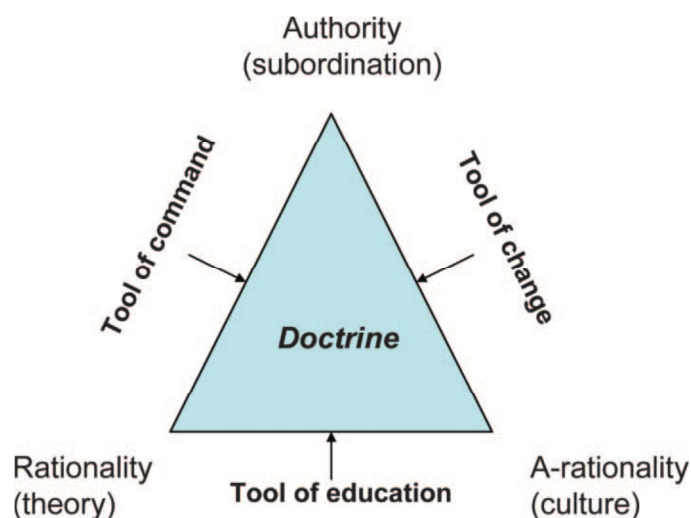 Authority
(subordination)
Tool of command
Tool of change
Doctrine
Rationality
(theory)
Tool of education
A-rationality
(culture)